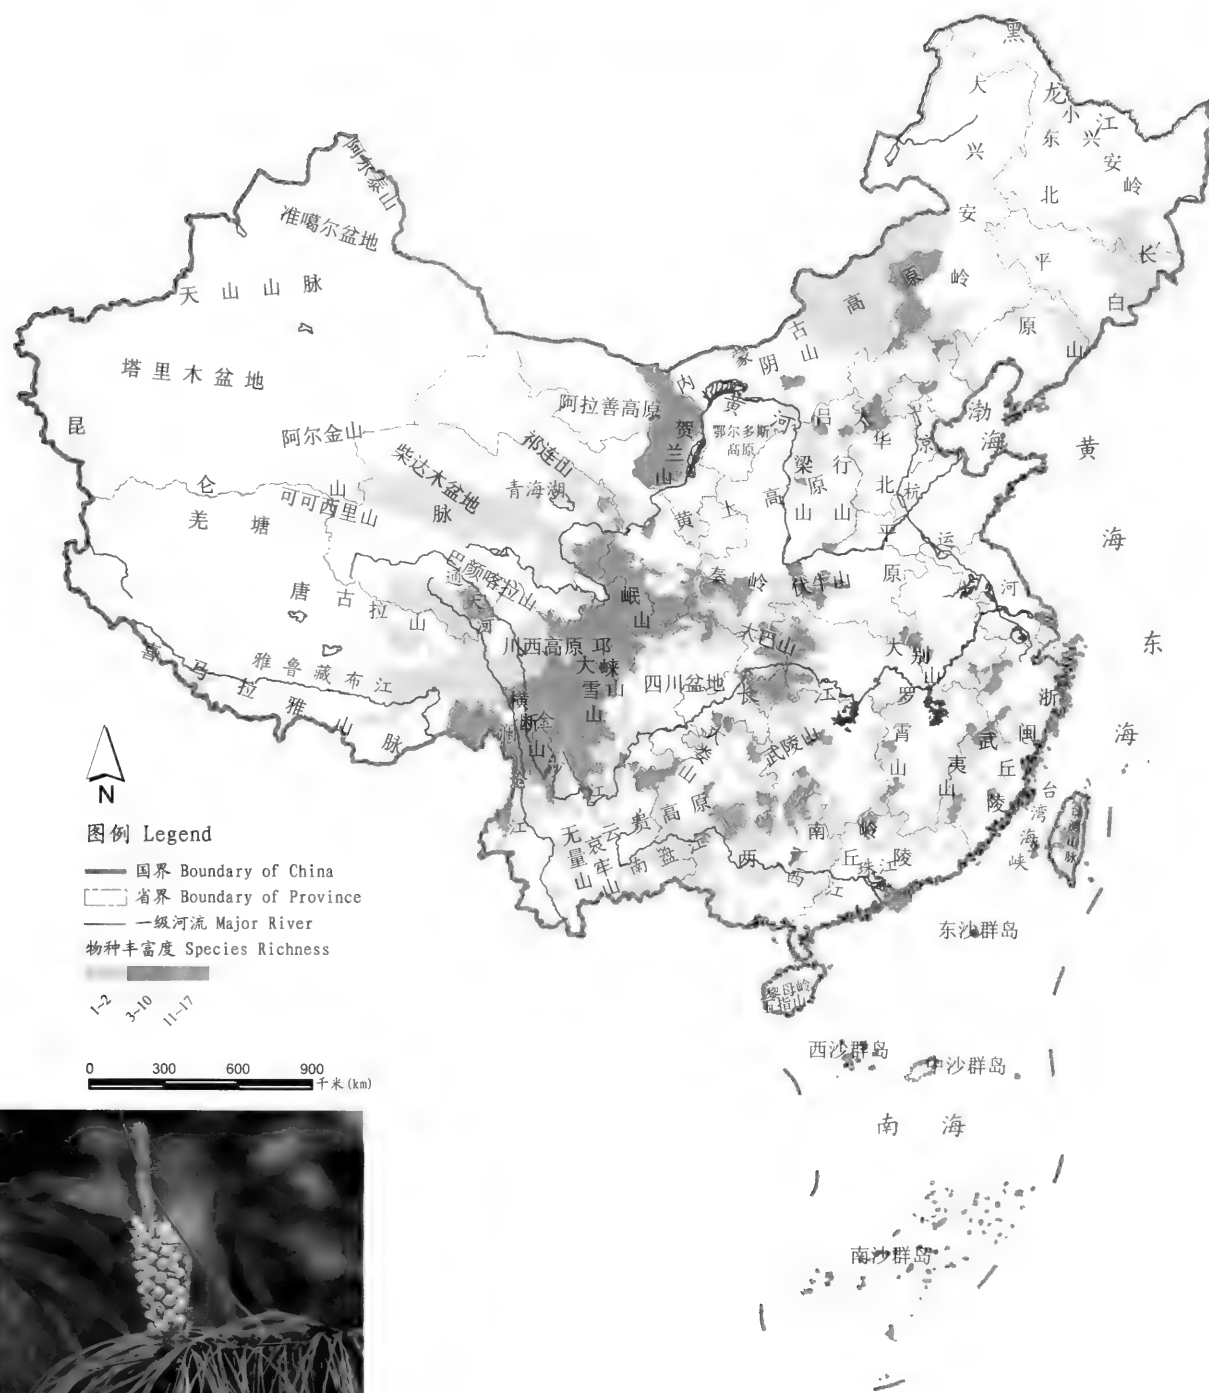 黑龙江
大兴安岭
小兴安岭
东北平原
长白山
阿尔泰山
准噶尔盆地
天山山脉
塔里木盆地
内蒙古高原
阴山
阿拉善高原
贺兰山
黄河
鄂尔多斯
高原
吕梁山
太行山
华北平原
京杭运河
渤海
黄海
昆仑山脉
阿尔金山
祁连山
柴达木盆地
青海湖
可可西里山
羌塘
黄土高原
巴颜喀拉山
通天河
唐古拉山
秦岭
伏牛山
岷山
川西高原
邛崃山
大雪山
大巴山
四川盆地
长江
大别山
东海
喜马拉雅山脉
雅鲁藏布江
横断山
金
澜沧江
江
大娄山
武陵山
罗霄山
武夷山
浙闽丘陵
台湾海峡
台湾山脉
云贵高原
无量山
哀牢山
南盘江
南岭
两广丘陵
西江
珠江
东沙群岛
黎母岭
五指山
西沙群岛
中沙群岛
南海
南沙群岛
N
图例 Legend
国界 Boundary of China
省界 Boundary of Province
一级河流 Major River
物种丰富度 Species Richness
1~2 3~10 11~17
0 300 600 900
千米(km)